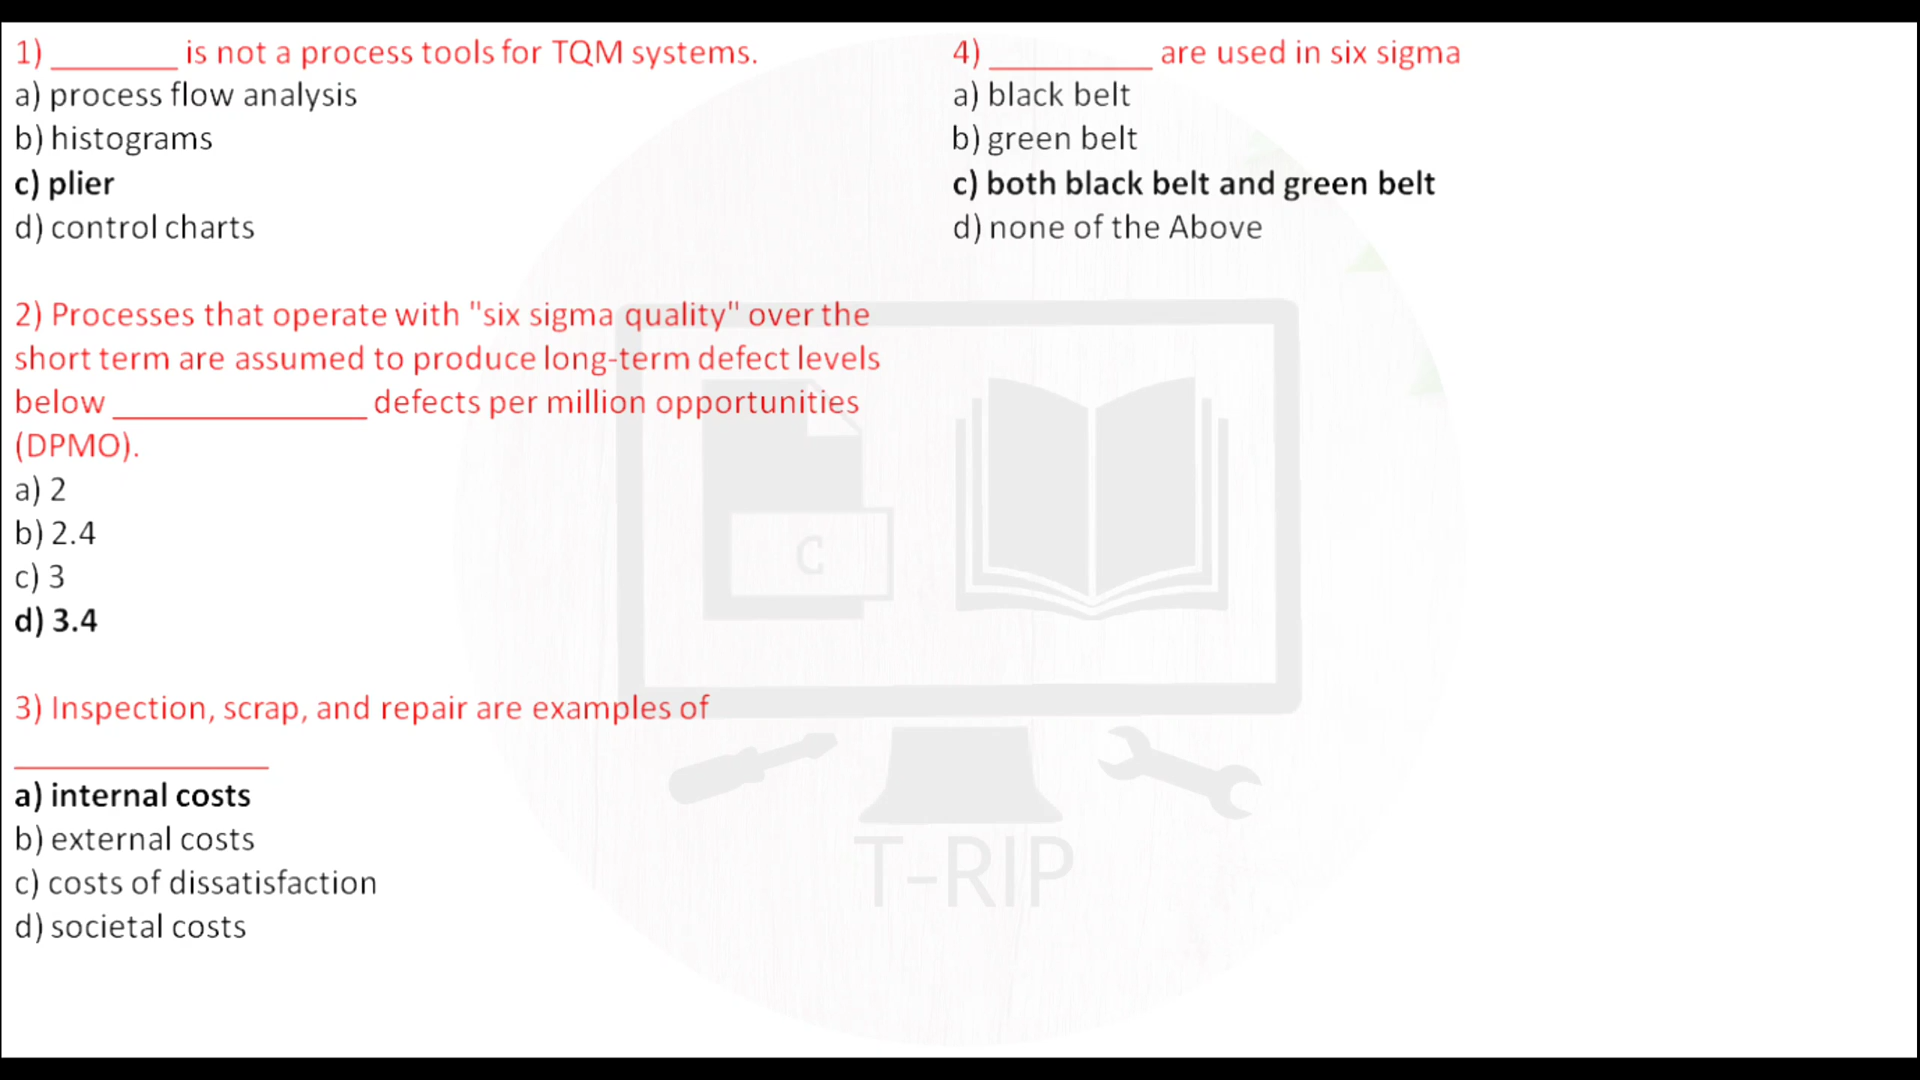 1) ________ is not a process tools for TQM systems.
a) process flow analysis
b) histograms
c) plier
d) control charts
2) Processes that operate with "six sigma quality" over the
short term are assumed to produce long-term defect levels
below ________________ defects per million opportunities
(DPMO).
a) 2
b) 2.4
c) 3
d) 3.4
3) Inspection, scrap, and repair are examples of
________________
a) internal costs
b) external costs
c) costs of dissatisfaction
d) societal costs
4) __________ are used in six sigma
a) black belt
b) green belt
c) both black belt and green belt
d) none of the Above
C
T-RIP